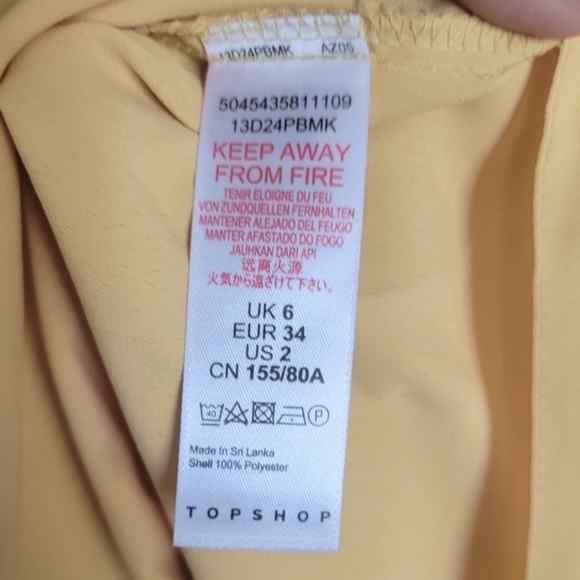 13D24PBMK AZ05
5045435811109
13D24PBMK
KEEP AWAY
FROM FIRE
TENIR ELOIGNE DU FEU
VON ZUNDQUELLEN FERNHALTEN
MANTENER ALEJADO DEL FEUGO
MANTER AFASTADO DO FOGO
JAUHKAN DARI API
远离火源
火気から遠ざけて下さい。
UK 6
EUR 34
US 2
CN 155/80A
40 P
Made In Sri Lanka
Shell 100% Polyester
TOPSHOP